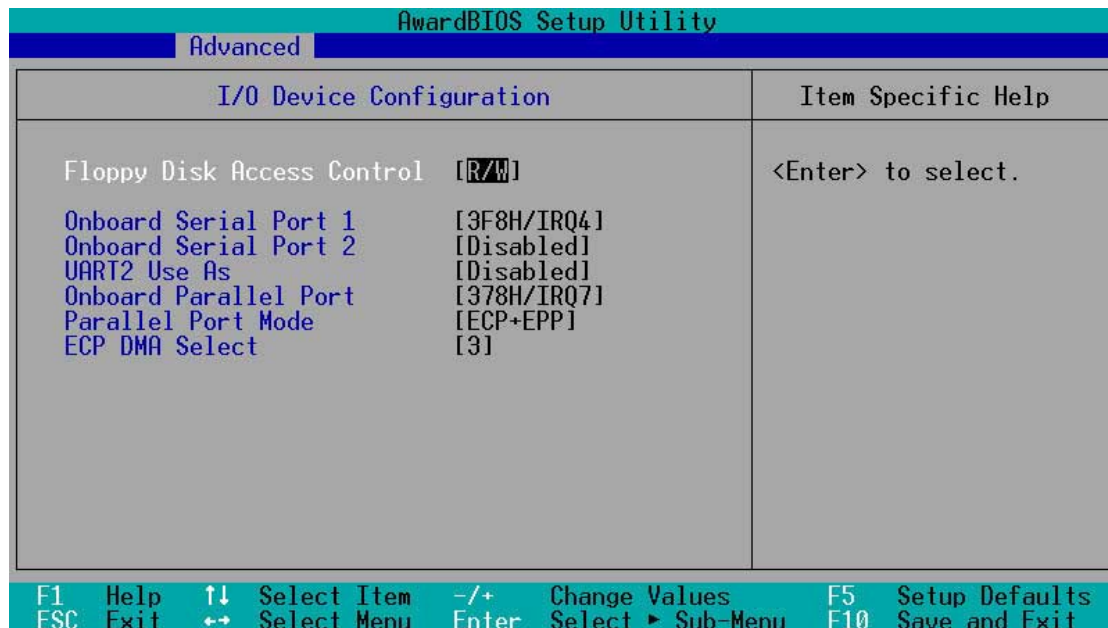 AwardBIOS Setup Utility
Advanced
I/O Device Configuration
Item Specific Help
Floppy Disk Access Control [R/W]
<Enter> to select.
Onboard Serial Port 1 [3F8H/IRQ4]
Onboard Serial Port 2 [Disabled]
UART2 Use As [Disabled]
Onboard Parallel Port [378H/IRQ7]
Parallel Port Mode [ECP+EPP]
ECP DMA Select [3]
F1 Help ↑↓ Select Item -/+ Change Values F5 Setup Defaults
ESC Exit ←→ Select Menu Enter Select ► Sub-Menu F10 Save and Exit